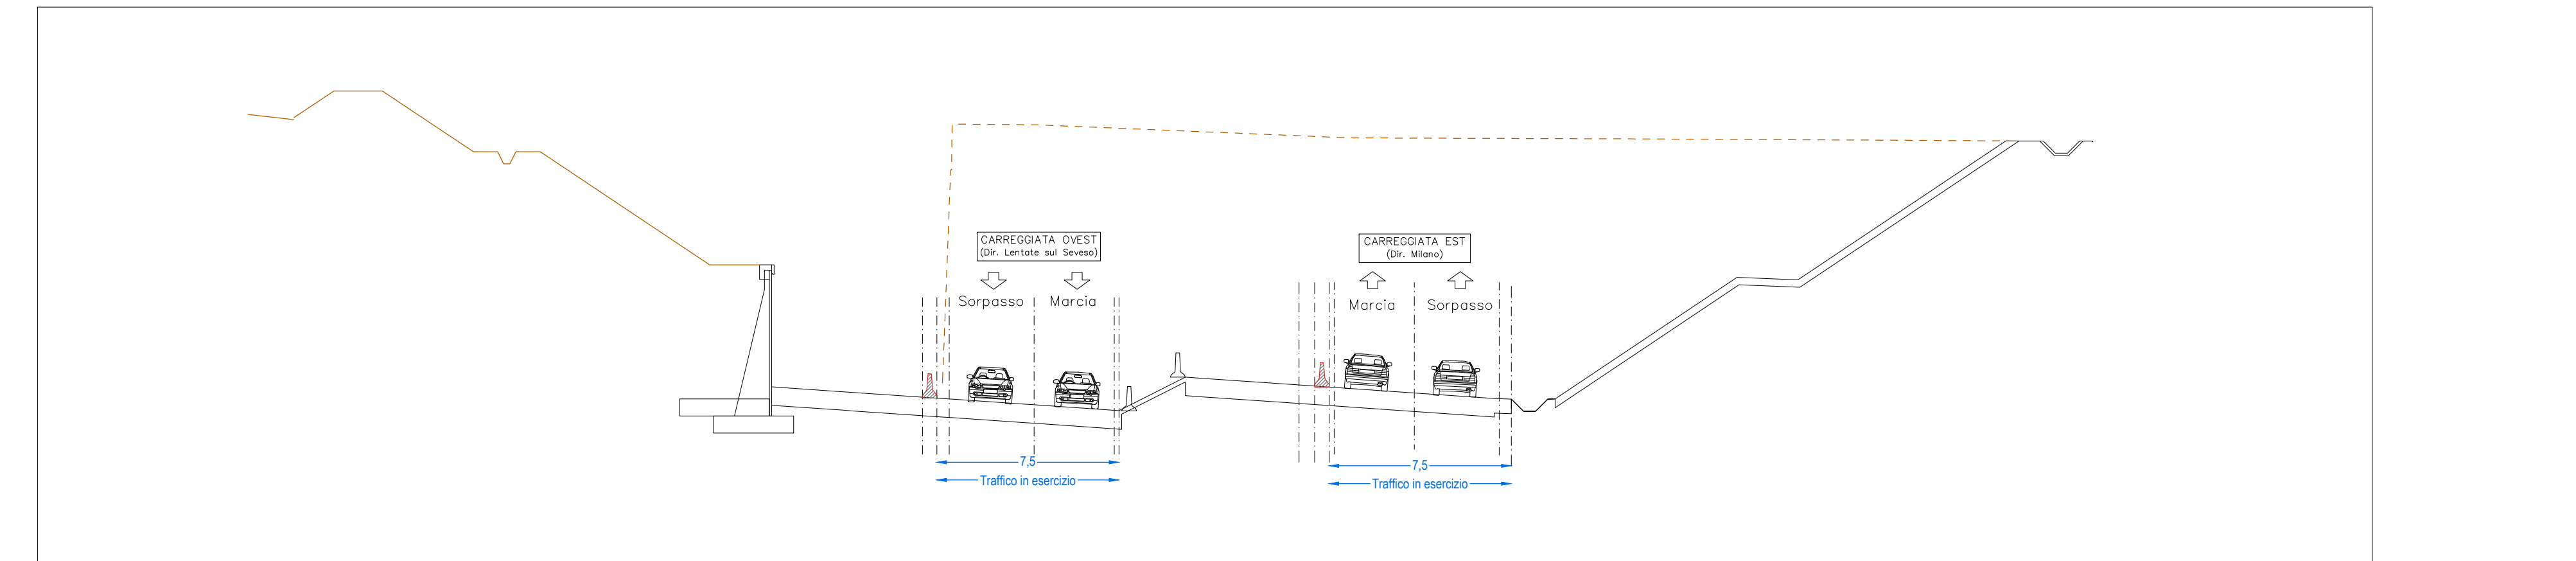 CARREGGIATA OVEST
(Dir. Lentate sul Seveso)
Sorpasso
Marcia
CARREGGIATA EST
(Dir. Milano)
Marcia
Sorpasso
7,5
Traffico in esercizio
7,5
Traffico in esercizio